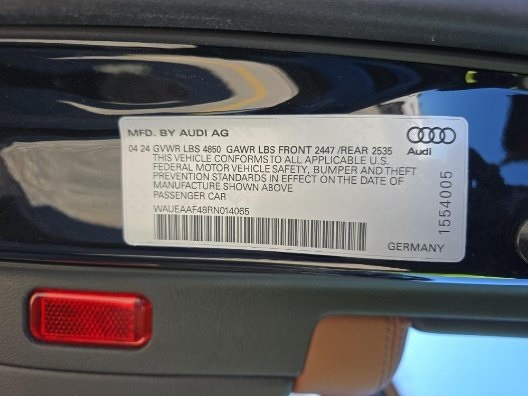 MFD. BY AUDI AG
04 24 GVWR LBS 4850 GAWR LBS FRONT 2447 /REAR 2535
THIS VEHICLE CONFORMS TO ALL APPLICABLE U.S.
FEDERAL MOTOR VEHICLE SAFETY, BUMPER AND THEFT
PREVENTION STANDARDS IN EFFECT ON THE DATE OF
MANUFACTURE SHOWN ABOVE
PASSENGER CAR
WAUEAAF48RN014065
Audi
1554005
GERMANY